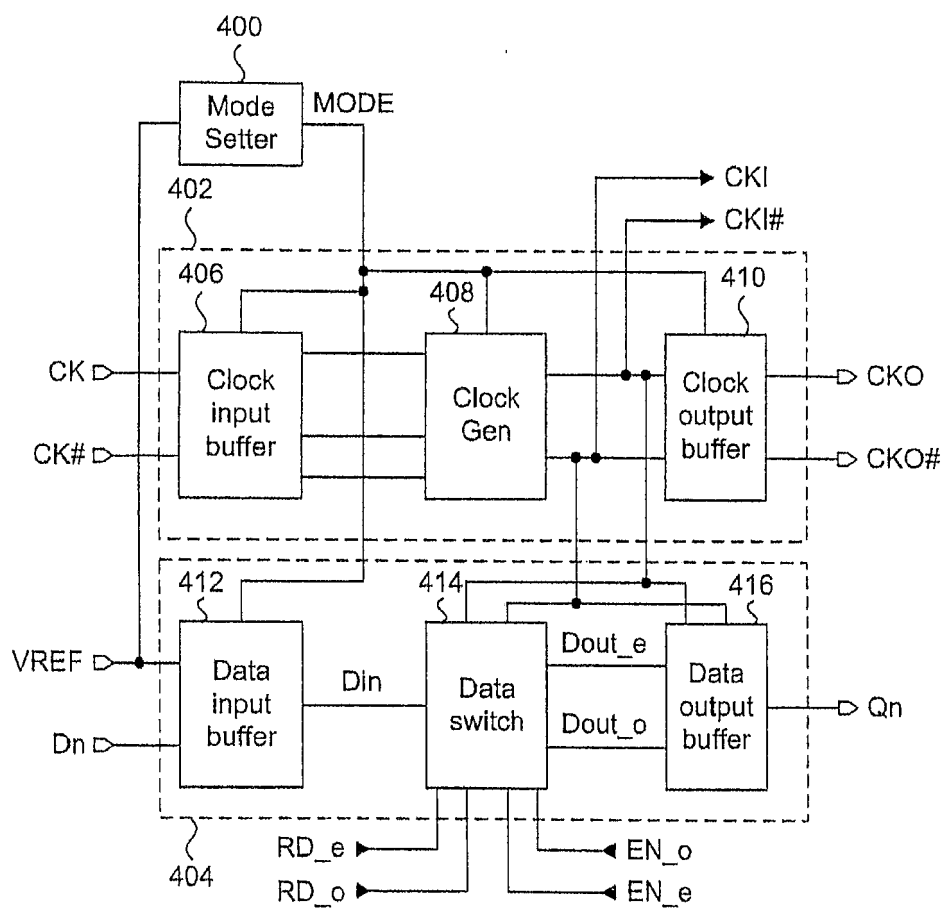 400
Mode
Setter
MODE
CKI
402
CKI#
406
408
410
CK
Clock
input
buffer
Clock
Gen
Clock
output
buffer
CKO
CK#
CKO#
412
414
416
VREF
Data
input
buffer
Din
Data
switch
Dout_e
Dout_o
Data
output
buffer
Qn
Dn
RD_e
EN_o
404
RD_o
EN_e